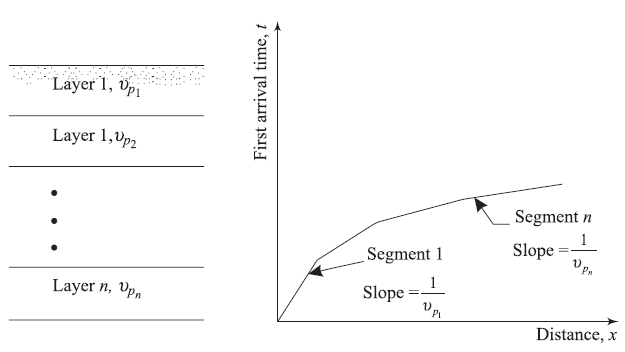 Layer 1, υp1
Layer 1,υp2
Layer n, υpn
First arrival time, t
Segment 1
Slope = 1/υp1
Segment n
Slope = 1/υpn
Distance, x